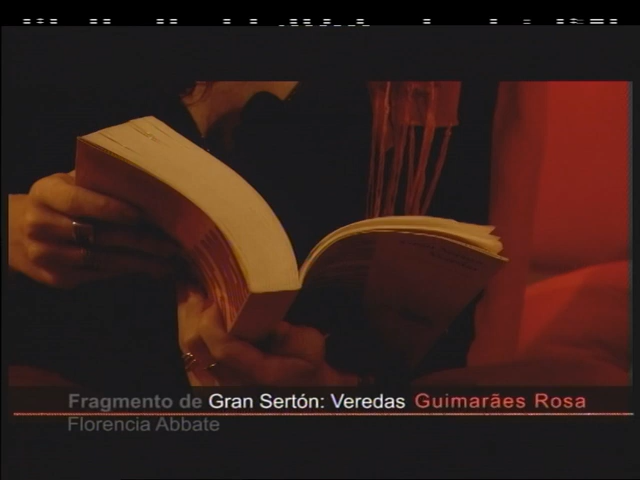 Fragmento de Gran Sertón: Veredas Guimarães Rosa
Florencia Abbate